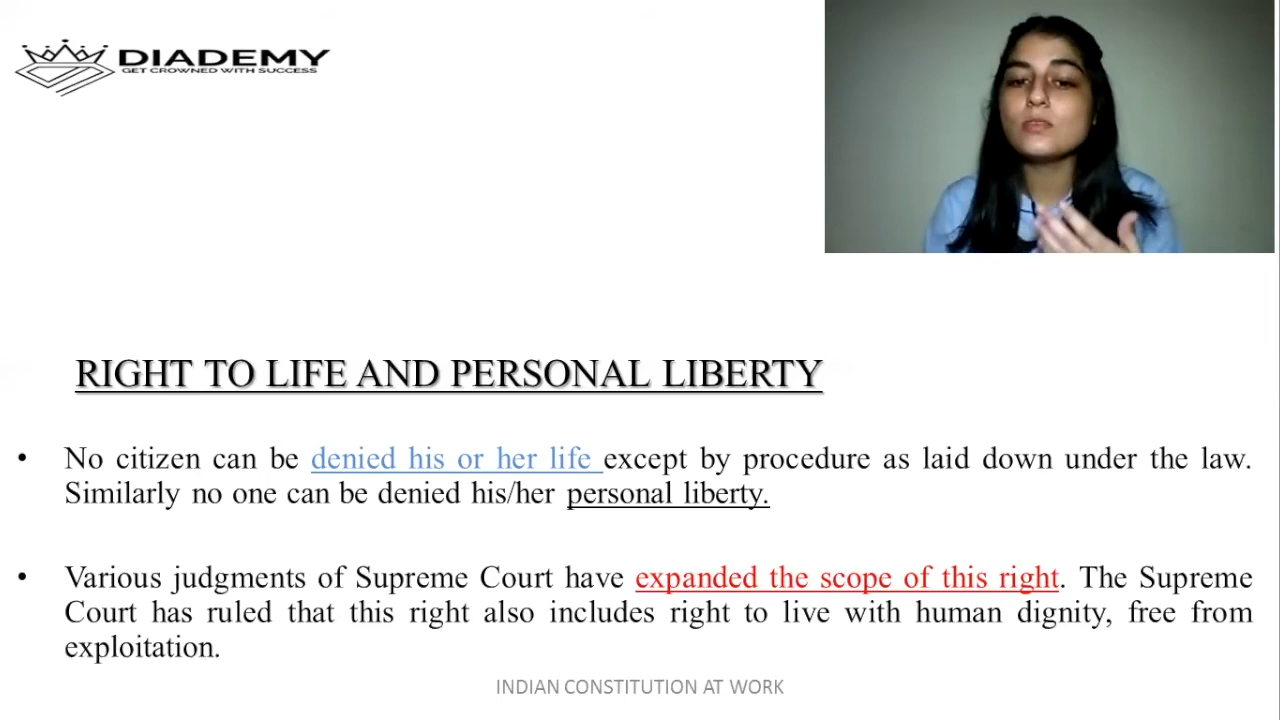 DIADEMY
GET CROWNED WITH SUCCESS
RIGHT TO LIFE AND PERSONAL LIBERTY
• No citizen can be denied his or her life except by procedure as laid down under the law.
Similarly no one can be denied his/her personal liberty.
• Various judgments of Supreme Court have expanded the scope of this right. The Supreme
Court has ruled that this right also includes right to live with human dignity, free from
exploitation.
INDIAN CONSTITUTION AT WORK